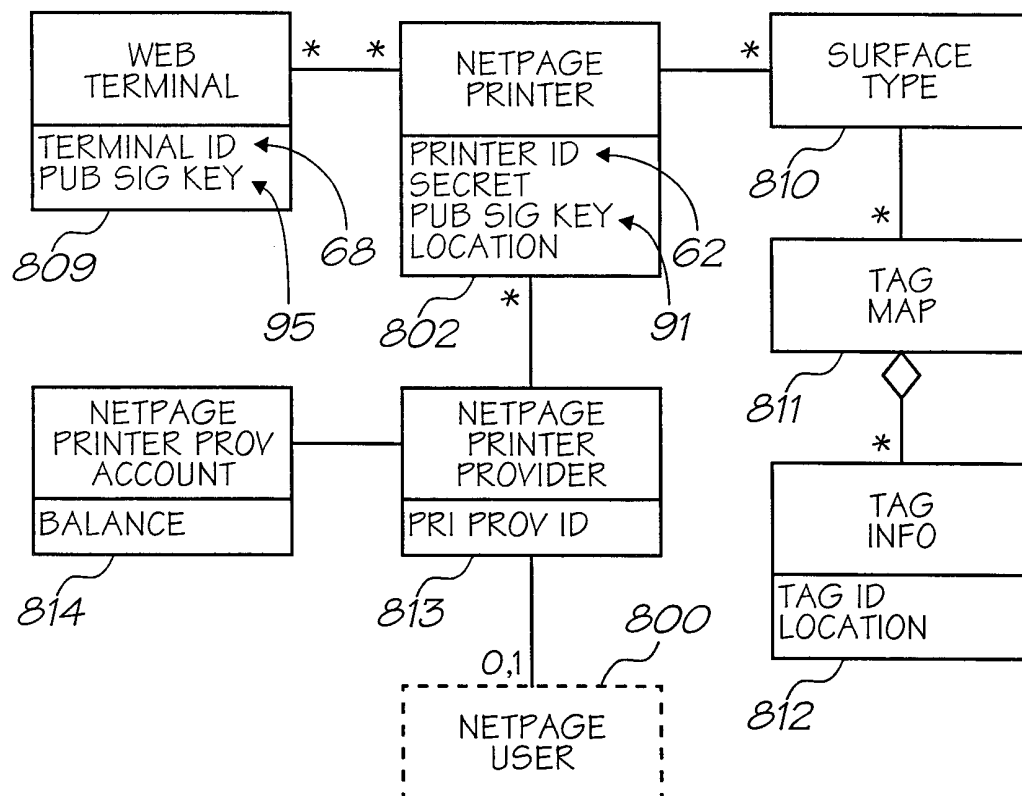 WEB
TERMINAL
*
*
TERMINAL ID
PUB SIG KEY
809
68
95
NETPAGE
PRINTER
PRINTER ID
SECRET
PUB SIG KEY
LOCATION
802
62
91
*
*
SURFACE
TYPE
810
*
TAG
MAP
811
*
TAG
INFO
TAG ID
LOCATION
812
NETPAGE
PRINTER PROV
ACCOUNT
BALANCE
814
NETPAGE
PRINTER
PROVIDER
PRI PROV ID
813
0,1
800
NETPAGE
USER